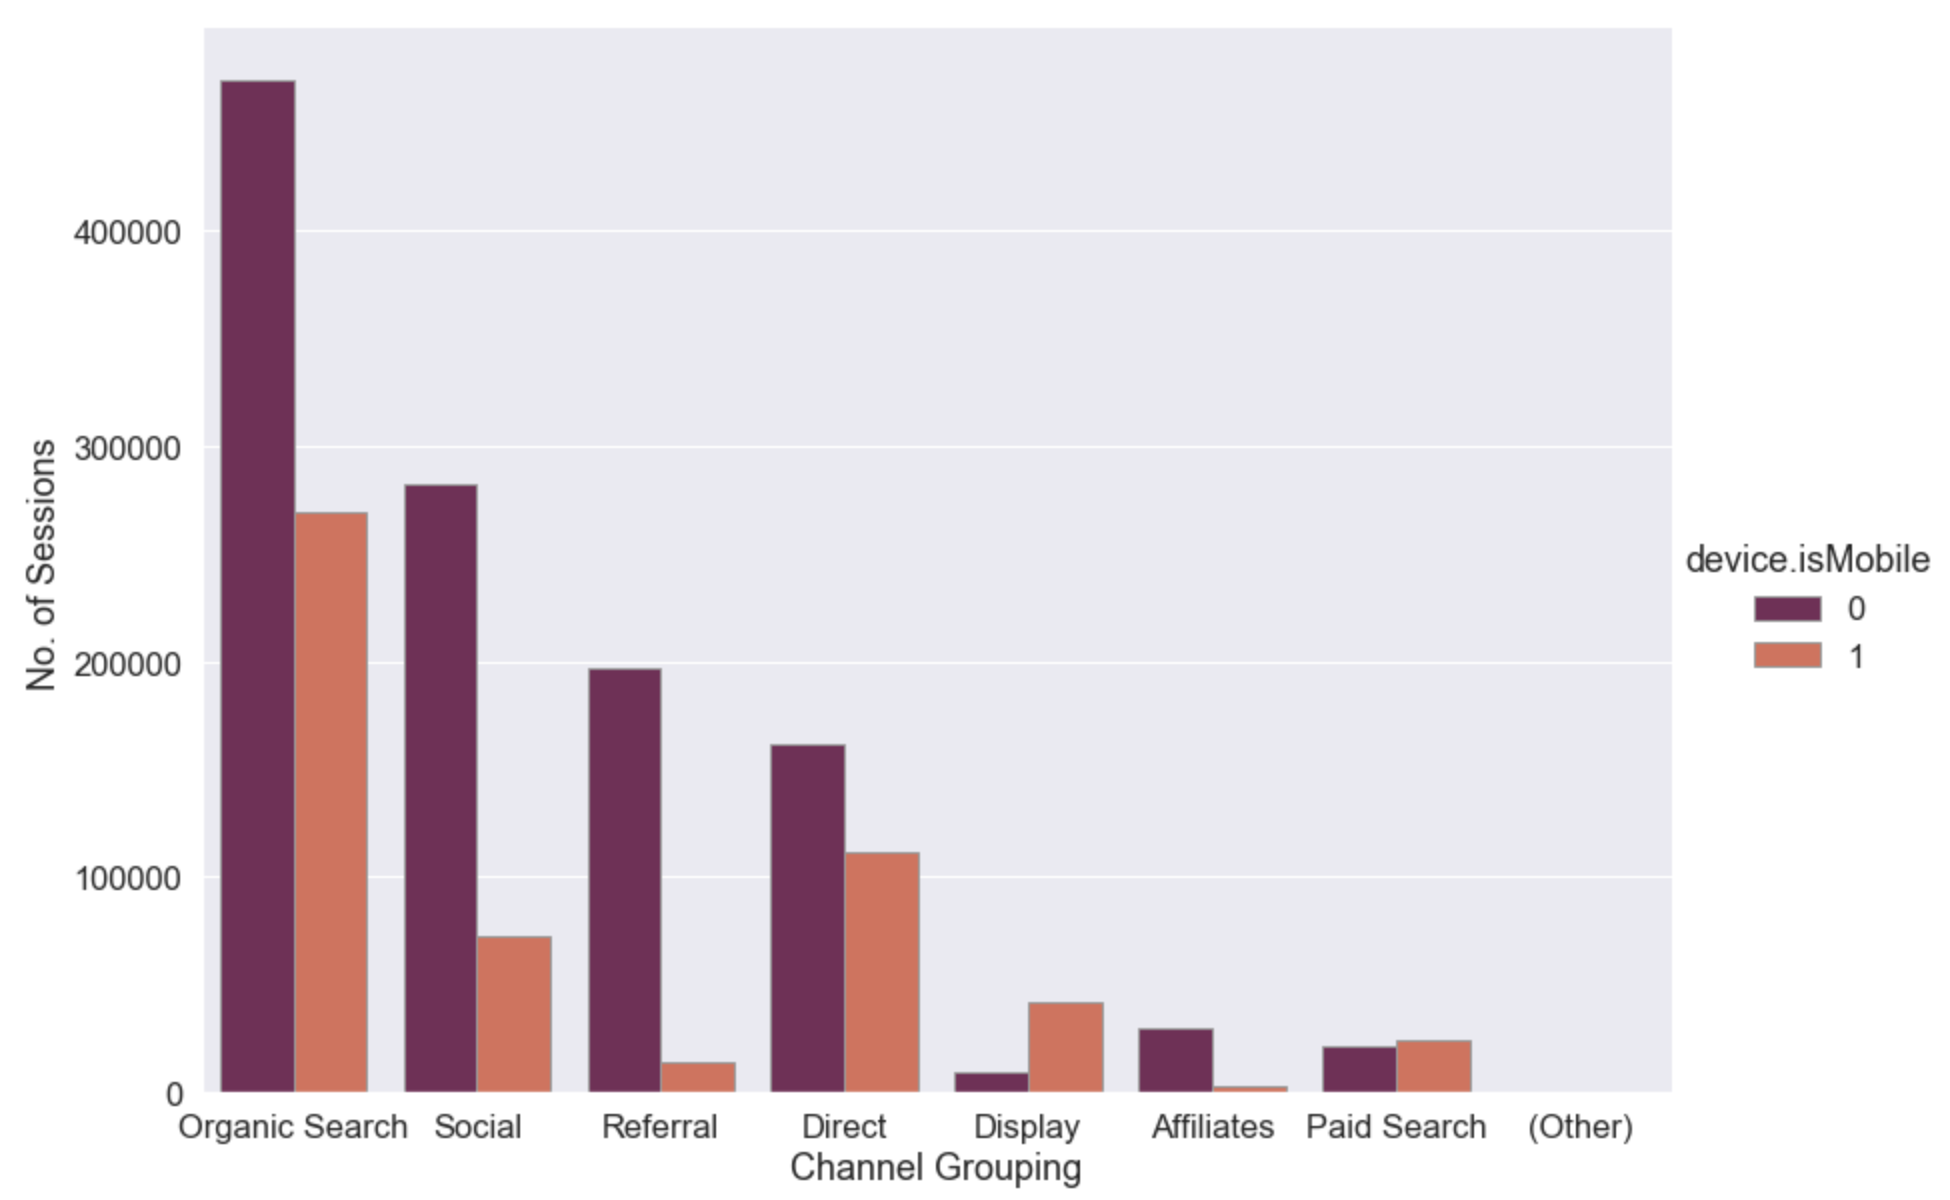 No. of Sessions
400000
300000
200000
100000
0
Organic Search Social Referral Direct Display Affiliates Paid Search (Other)
Channel Grouping
device.isMobile
0
1